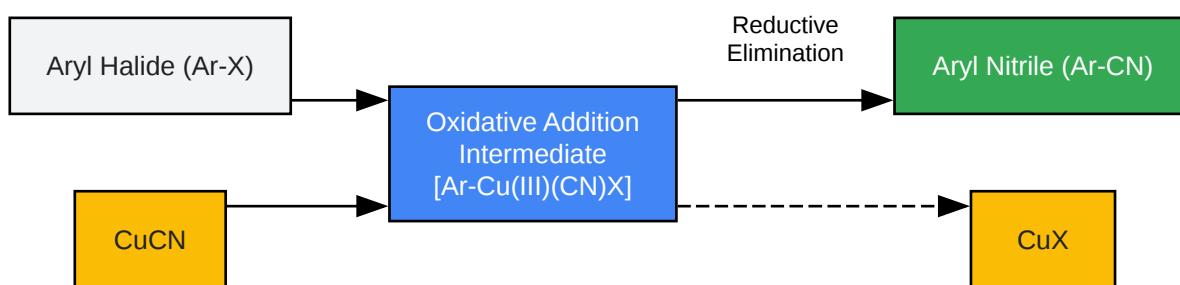 Reductive
Elimination
Aryl Halide (Ar-X)
Aryl Nitrile (Ar-CN)
Oxidative Addition
Intermediate
[Ar-Cu(III)(CN)X]
CuCN
CuX